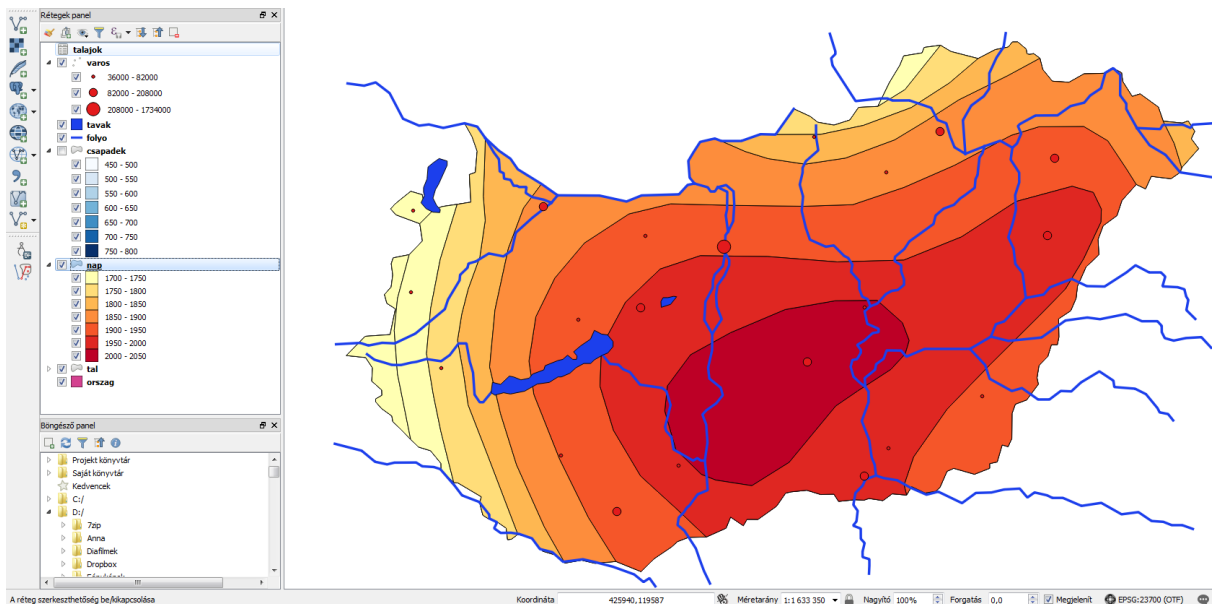 Rétegek panel
talajok
varos
36000 - 82000
82000 - 208000
208000 - 1734000
tavak
folyo
csapadek
450 - 500
500 - 550
550 - 600
600 - 650
650 - 700
700 - 750
750 - 800
nap
1700 - 1750
1750 - 1800
1800 - 1850
1850 - 1900
1900 - 1950
1950 - 2000
2000 - 2050
tal
orszag
Böngésző panel
Projekt könyvtár
Saját könyvtár
Kedvencek
C:/
D:/
7zip
Anna
Diafilmek
Dropbox
A réteg szerkeszthetőség be/kikapcsolása
Koordináta 425940,119587 Méretarány 1:1 633 350 Nagyító 100% Forgatás 0,0 Megjelenít EPSG:23700 (OTF)